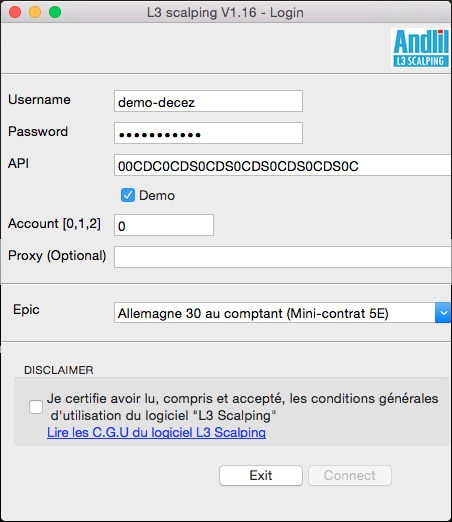 L3 scalping V1.16 - Login
Andlil
L3 SCALPING
Username demo-decez
Password ●●●●●●●●●●●
API 00CDC0CDS0CDS0CDS0CDS0CDS0C
Demo
Account [0,1,2] 0
Proxy (Optional)
Epic Allemagne 30 au comptant (Mini-contrat 5E)
DISCLAIMER
Je certifie avoir lu, compris et accepté, les conditions générales
d'utilisation du logiciel "L3 Scalping"
Lire les C.G.U du logiciel L3 Scalping
Exit Connect